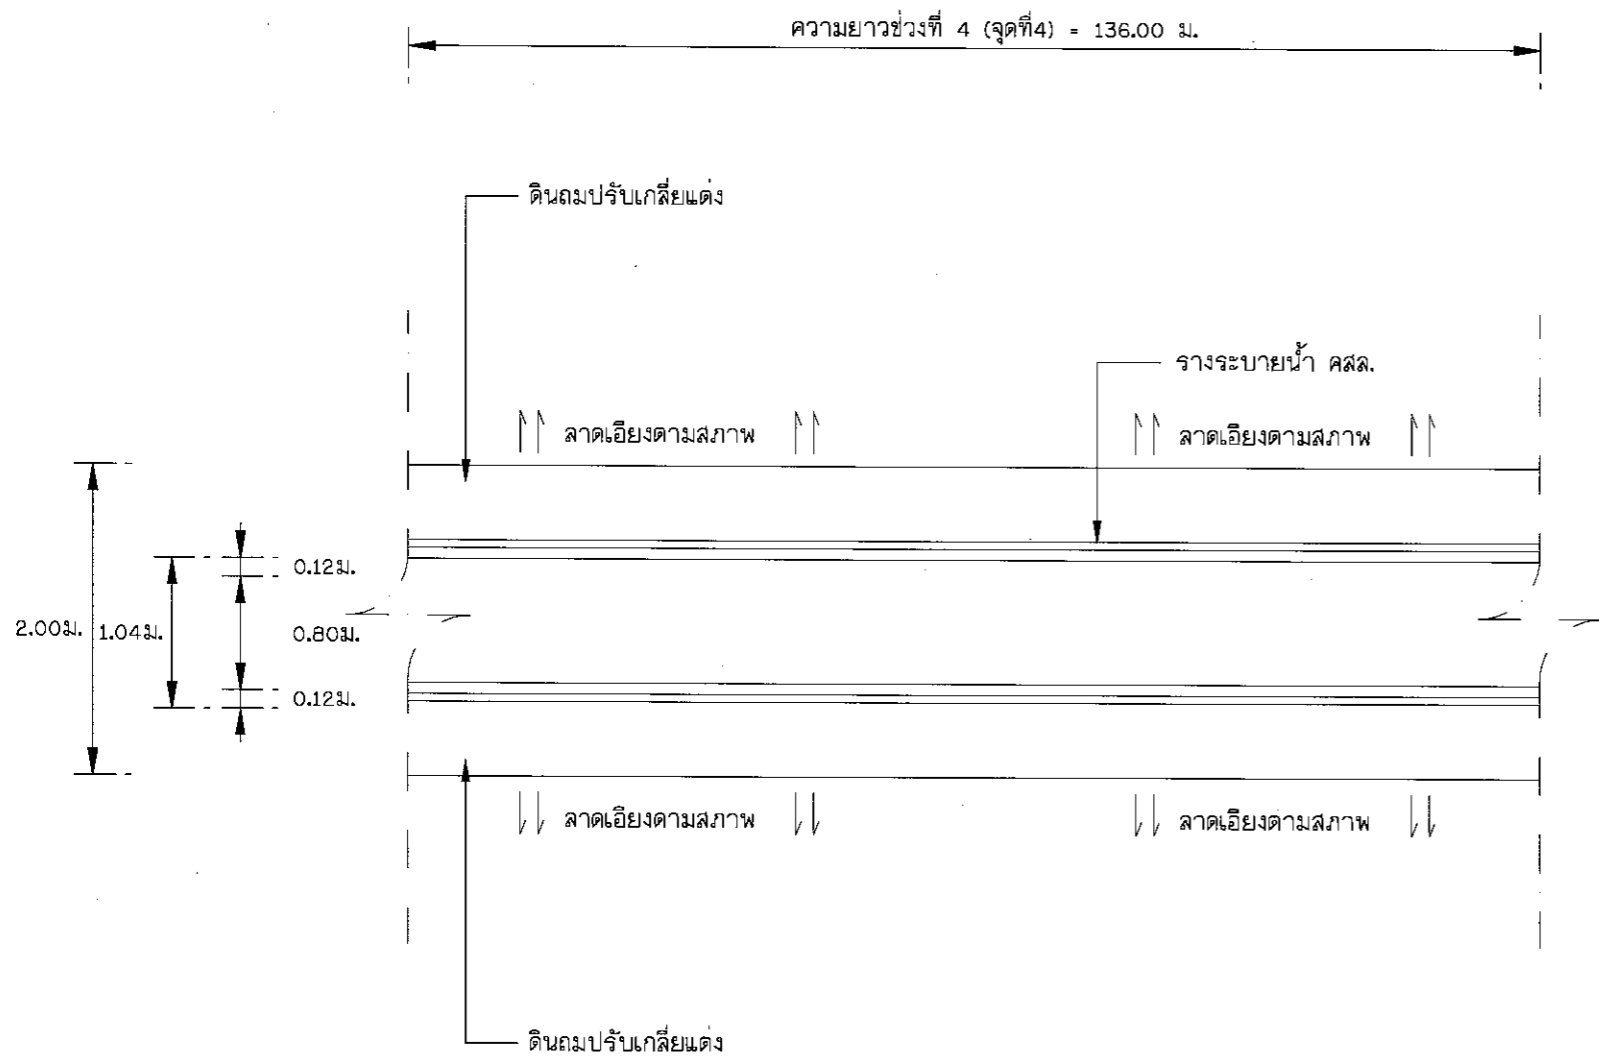 ความยาวช่วงที่ 4 (จุดที่4) = 136.00 ม.
ดินถมปรับเกลี่ยแต่ง
รางระบายน้ำ คสล.
ลาดเอียงตามสภาพ
ลาดเอียงตามสภาพ
0.12ม.
2.00ม.
1.04ม.
0.80ม.
0.12ม.
ลาดเอียงตามสภาพ
ลาดเอียงตามสภาพ
ดินถมปรับเกลี่ยแต่ง